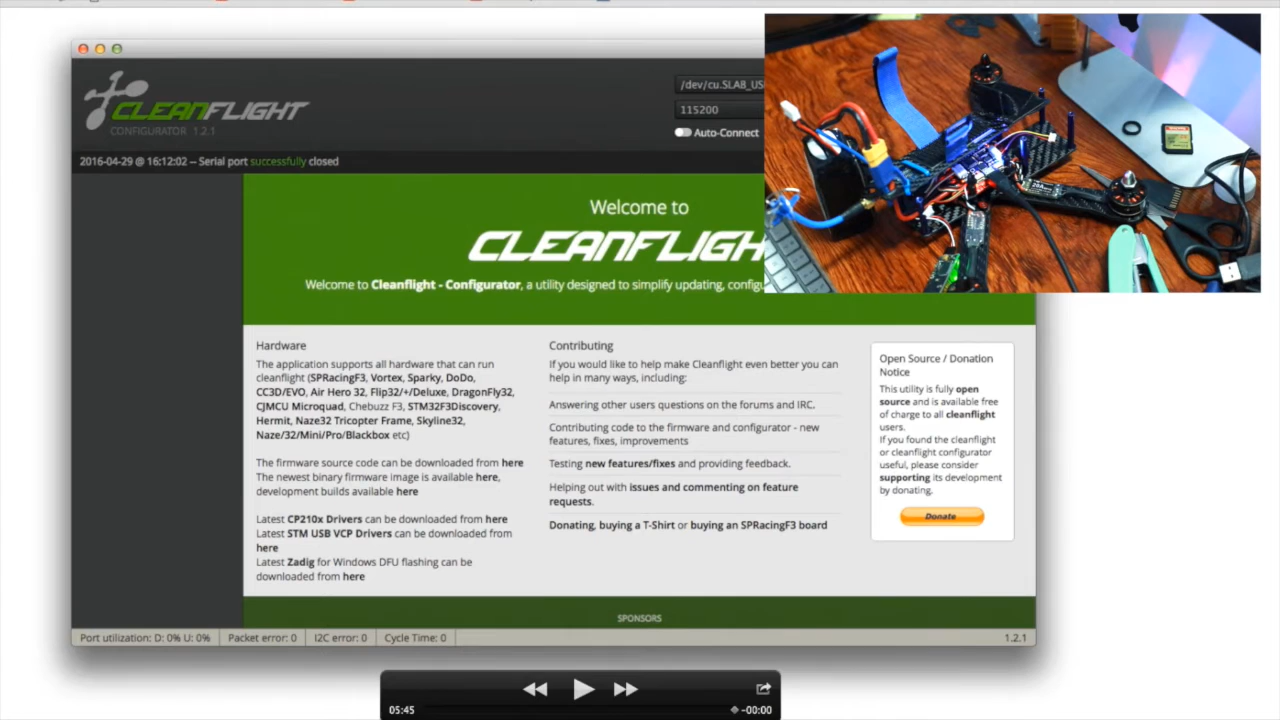 CLEANFLIGHT
CONFIGURATOR 1.2.1
/dev/cu.SLAB_US
115200
Auto-Connect
2016-04-29 @ 16:12:02 -- Serial port successfully closed
Welcome to
CLEANFLIGH
Welcome to Cleanflight - Configurator, a utility designed to simplify updating, config
Hardware
The application supports all hardware that can run
cleanflight (SPRacingF3, Vortex, Sparky, DoDo,
CC3D/EVO, Air Hero 32, Flip32/+/Deluxe, DragonFly32,
CJMCU Microquad, Chebuzz F3, STM32F3Discovery,
Hermit, Naze32 Tricopter Frame, Skyline32,
Naze/32/Mini/Pro/Blackbox etc)
The firmware source code can be downloaded from here
The newest binary firmware image is available here,
development builds available here
Latest CP210x Drivers can be downloaded from here
Latest STM USB VCP Drivers can be downloaded from
here
Latest Zadig for Windows DFU flashing can be
downloaded from here
Contributing
If you would like to help make Cleanflight even better you can
help in many ways, including:
Answering other users questions on the forums and IRC.
Contributing code to the firmware and configurator - new
features, fixes, improvements
Testing new features/fixes and providing feedback.
Helping out with issues and commenting on feature
requests.
Donating, buying a T-Shirt or buying an SPRacingF3 board
Open Source / Donation
Notice
This utility is fully open
source and is available free
of charge to all cleanflight
users.
If you found the cleanflight
or cleanflight configurator
useful, please consider
supporting its development
by donating.
Donate
SPONSORS
Port utilization: D: 0% U: 0%
Packet error: 0
I2C error: 0
Cycle Time: 0
1.2.1
05:45
-00:00